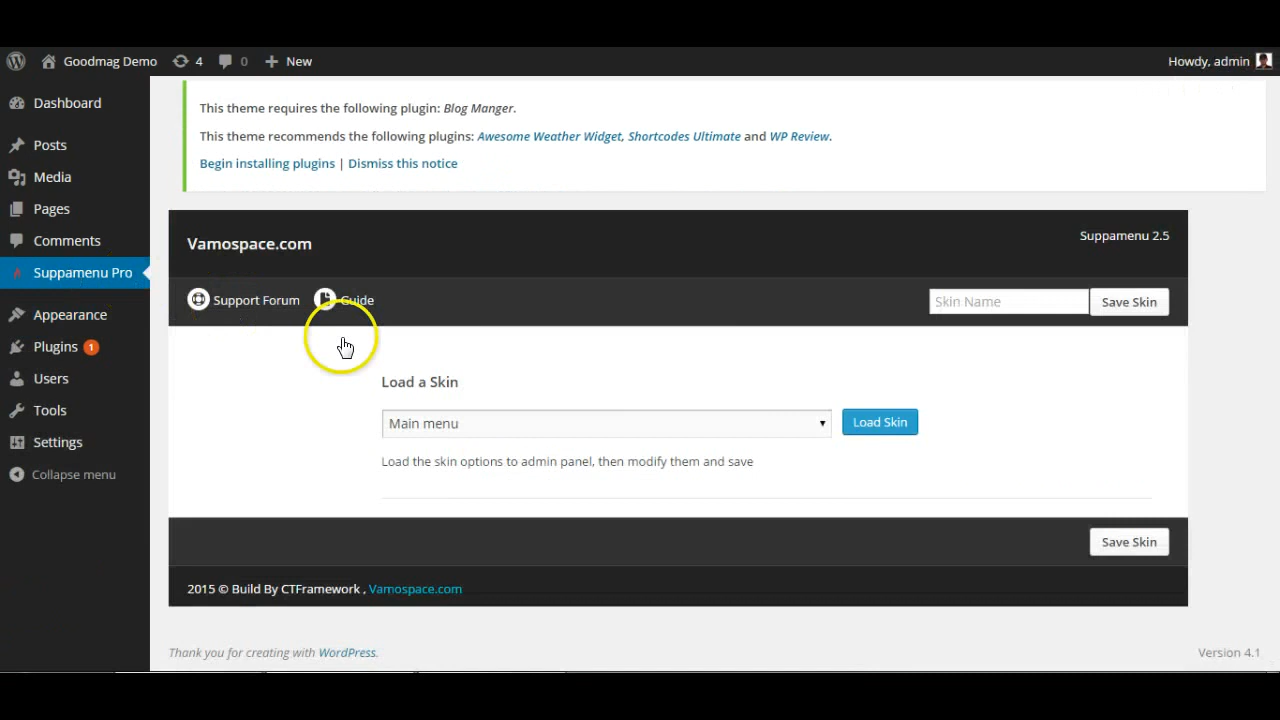 Goodmag Demo 4 0 New Howdy, admin
Dashboard
Posts
Media
Pages
Comments
Suppamenu Pro
Appearance
Plugins 1
Users
Tools
Settings
Collapse menu
This theme requires the following plugin: Blog Manger.
This theme recommends the following plugins: Awesome Weather Widget, Shortcodes Ultimate and WP Review.
Begin installing plugins | Dismiss this notice
Vamospace.com Suppamenu 2.5
Support Forum Guide Skin Name Save Skin
Load a Skin
Main menu Load Skin
Load the skin options to admin panel, then modify them and save
Save Skin
2015 © Build By CTFramework , Vamospace.com
Thank you for creating with WordPress. Version 4.1